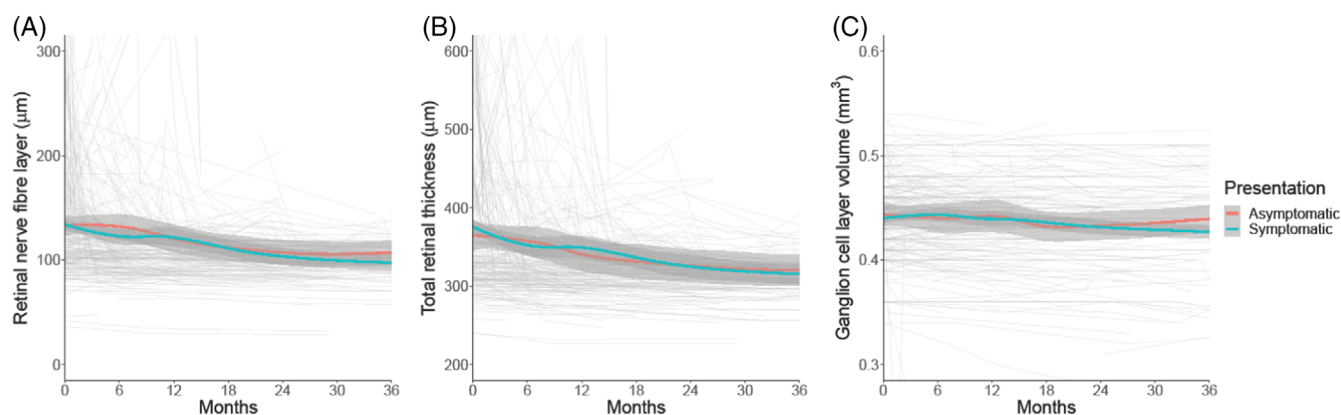 (A)
Retinal nerve fibre layer (µm)
300
200
100
0
0 6 12 18 24 30 36
Months
(B)
Total retinal thickness (µm)
600
500
400
300
200
0 6 12 18 24 30 36
Months
(C)
Ganglion cell layer volume (mm³)
0.6
0.5
0.4
0.3
0 6 12 18 24 30 36
Months
Presentation
Asymptomatic
Symptomatic